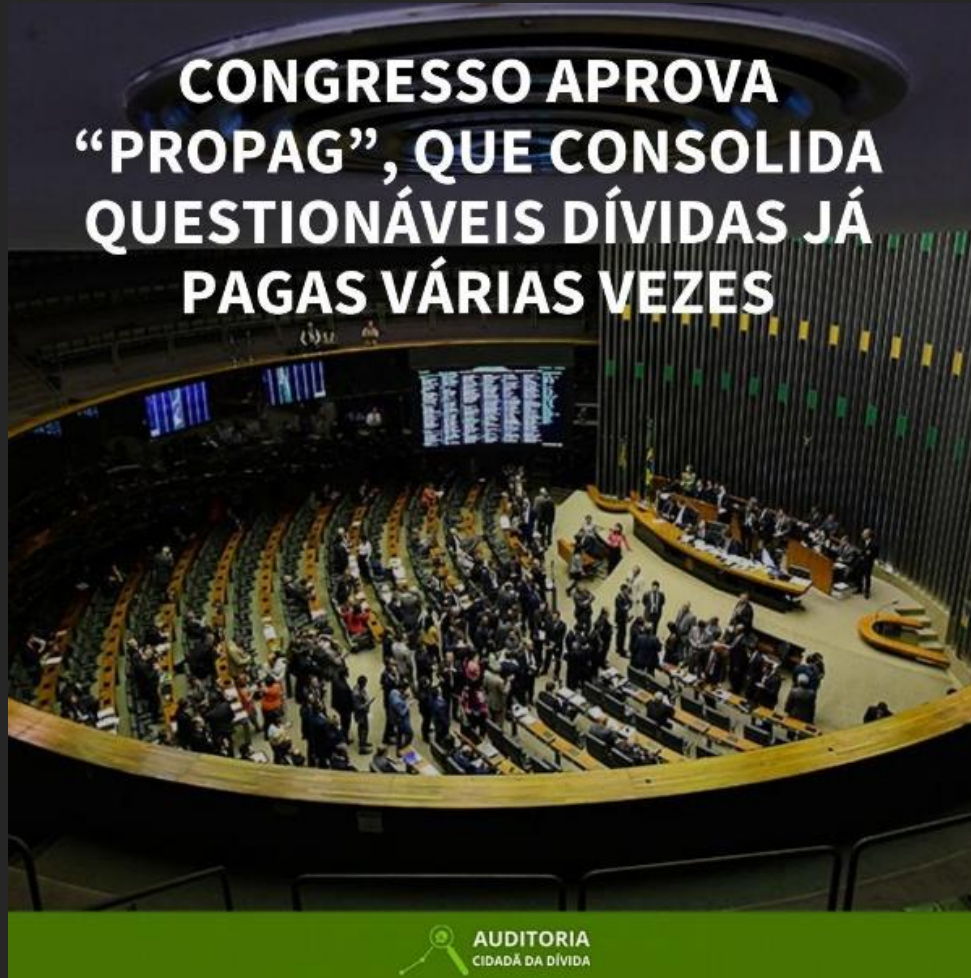 CONGRESSO APROVA
“PROPAG”, QUE CONSOLIDA
QUESTIONÁVEIS DÍVIDAS JÁ
PAGAS VÁRIAS VEZES
AUDITORIA
CIDADÃ DA DÍVIDA